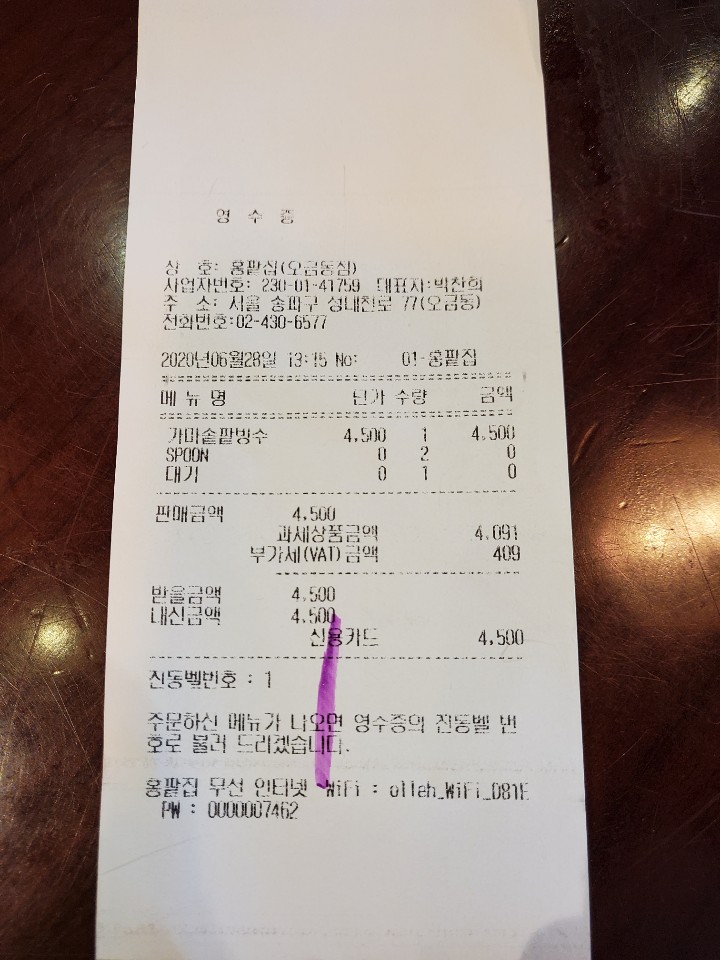 영 수 증
상 호: 홍팥집(오금동점)
사업자번호: 230-01-41759 대표자:박찬희
주 소: 서울 송파구 성내천로 77(오금동)
전화번호:02-430-6577
2020년06월28일 13:15 No: 01-홍팥집
메 뉴 명 단가 수량 금액
가마솥팥빙수 4,500 1 4,500
SPOON 0 2 0
대기 0 1 0
판매금액 4,500
과세상품금액 4,091
부가세(VAT)금액 409
받을금액 4,500
내신금액 4,500
신용카드 4,500
진동벨번호 : 1
주문하신 메뉴가 나오면 영수증의 진동벨 번
호로 불러 드리겠습니다.
홍팥집 무선 인터넷 WiFi : olleh_WiFi_D81E
PW : 0000007462